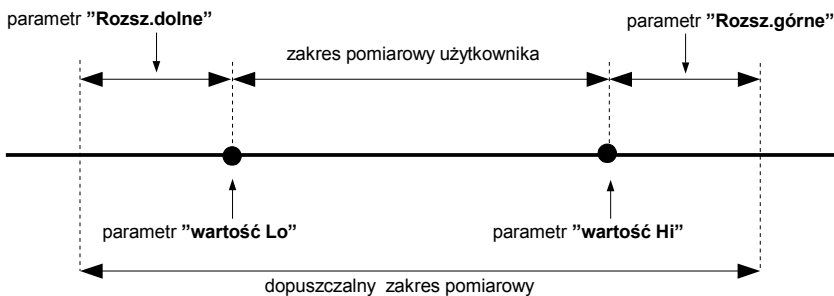 parametr ”Rozsz.dolne”
parametr ”Rozsz.górne”
zakres pomiarowy użytkownika
parametr ”wartość Lo”
parametr ”wartość Hi”
dopuszczalny zakres pomiarowy